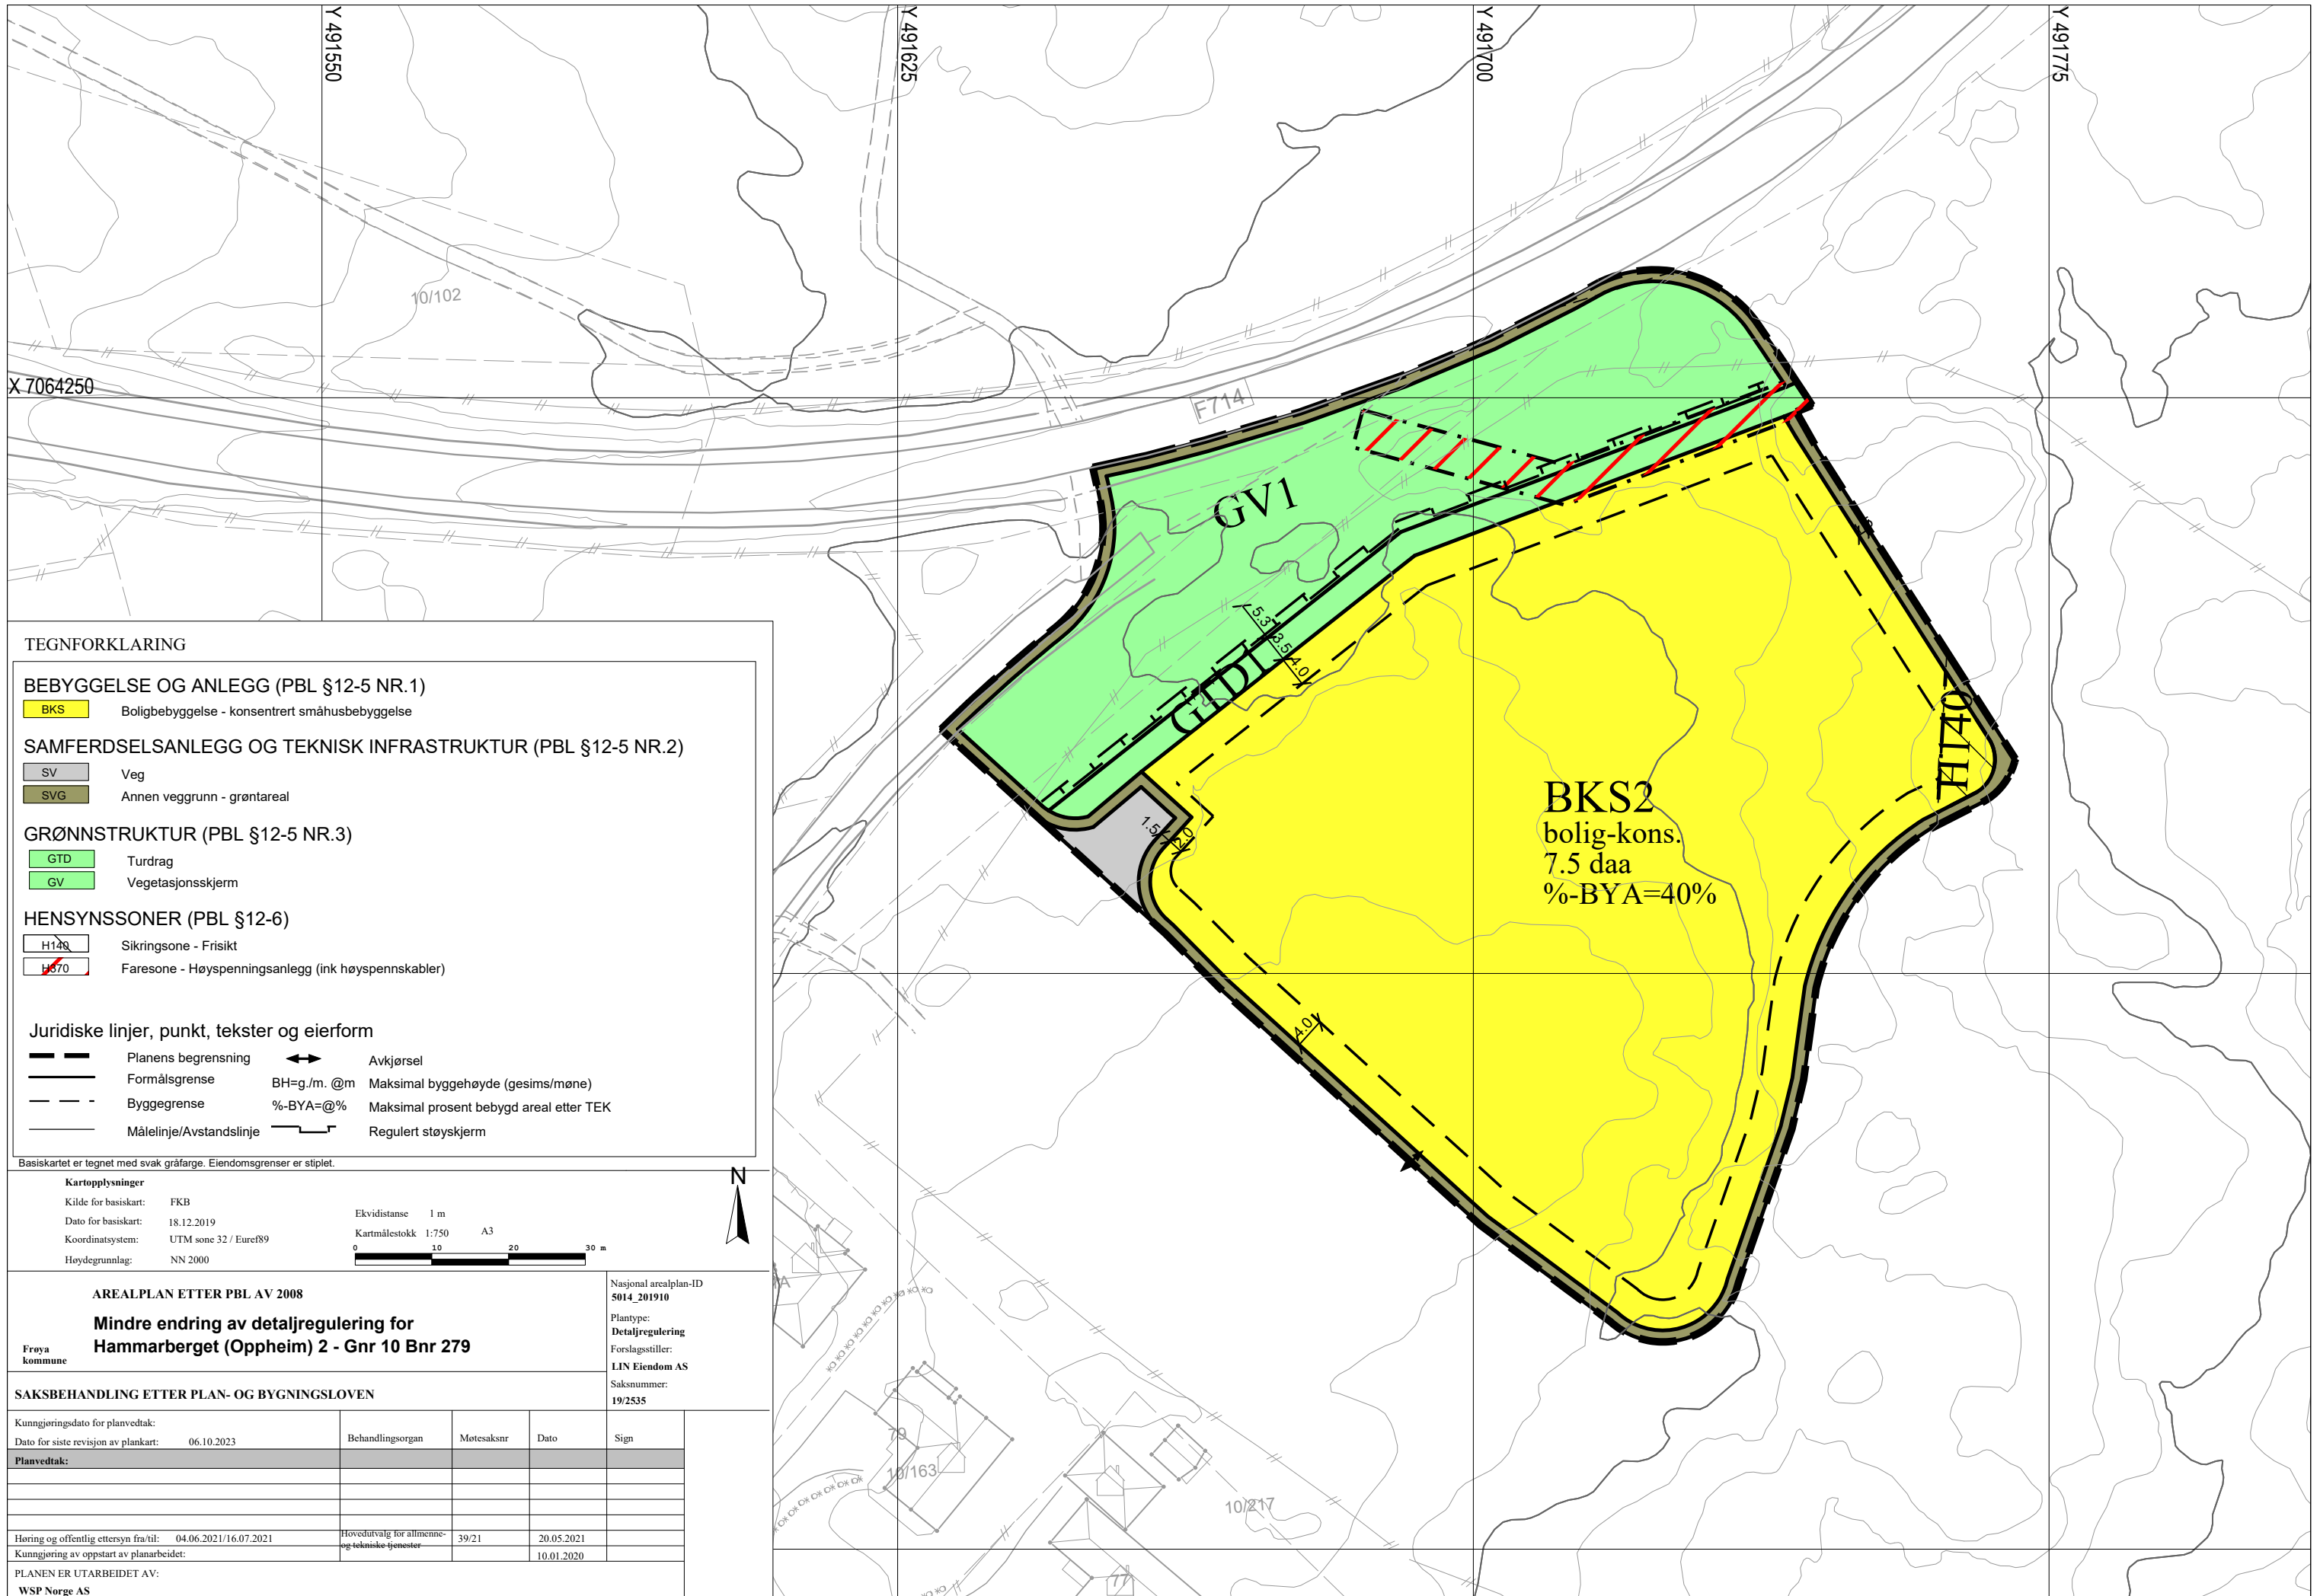 Y 491550
Y 491625
Y 491700
Y 491775
X 7064250
10/102
F714
GV1
5.3
3.5
4.0
GTD1
1.5
2.0
4.0
H140
BKS2
bolig-kons.
7.5 daa
%-BYA=40%
TEGNFORKLARING
BEBYGGELSE OG ANLEGG (PBL §12-5 NR.1)
BKS Boligbebyggelse - konsentrert småhusbebyggelse
SAMFERDSELSANLEGG OG TEKNISK INFRASTRUKTUR (PBL §12-5 NR.2)
SV Veg
SVG Annen veggrunn - grøntareal
GRØNNSTRUKTUR (PBL §12-5 NR.3)
GTD Turdrag
GV Vegetasjonsskjerm
HENSYNSSONER (PBL §12-6)
H140 Sikringsone - Frisikt
H370 Faresone - Høyspenningsanlegg (ink høyspennskabler)
Juridiske linjer, punkt, tekster og eierform
Planens begrensning Avkjørsel
Formålsgrense BH=g./m. @m Maksimal byggehøyde (gesims/møne)
Byggegrense %-BYA=@% Maksimal prosent bebygd areal etter TEK
Målelinje/Avstandslinje Regulert støyskjerm
Basiskartet er tegnet med svak gråfarge. Eiendomsgrenser er stiplet.
Kartopplysninger
Kilde for basiskart: FKB
Dato for basiskart: 18.12.2019
Koordinatsystem: UTM sone 32 / Euref89
Høydegrunnlag: NN 2000
Ekvidistanse 1 m
Kartmålestokk 1:750 A3
0 10 20 30 m
N
AREALPLAN ETTER PBL AV 2008
Mindre endring av detaljregulering for
Hammarberget (Oppheim) 2 - Gnr 10 Bnr 279
Frøya
kommune
Nasjonal arealplan-ID
5014_201910
Plantype:
Detaljregulering
Forslagsstiller:
LIN Eiendom AS
Saksnummer:
19/2535
SAKSBEHANDLING ETTER PLAN- OG BYGNINGSLOVEN
Kunngjøringsdato for planvedtak:
Dato for siste revisjon av plankart: 06.10.2023
Behandlingsorgan Møtesaksnr Dato Sign
Planvedtak:
Høring og offentlig ettersyn fra/til: 04.06.2021/16.07.2021 Hovedutvalg for allmenne- og tekniske tjenester 39/21 20.05.2021
Kunngjøring av oppstart av planarbeidet: 10.01.2020
PLANEN ER UTARBEIDET AV:
WSP Norge AS
79
10/163
10/217
77